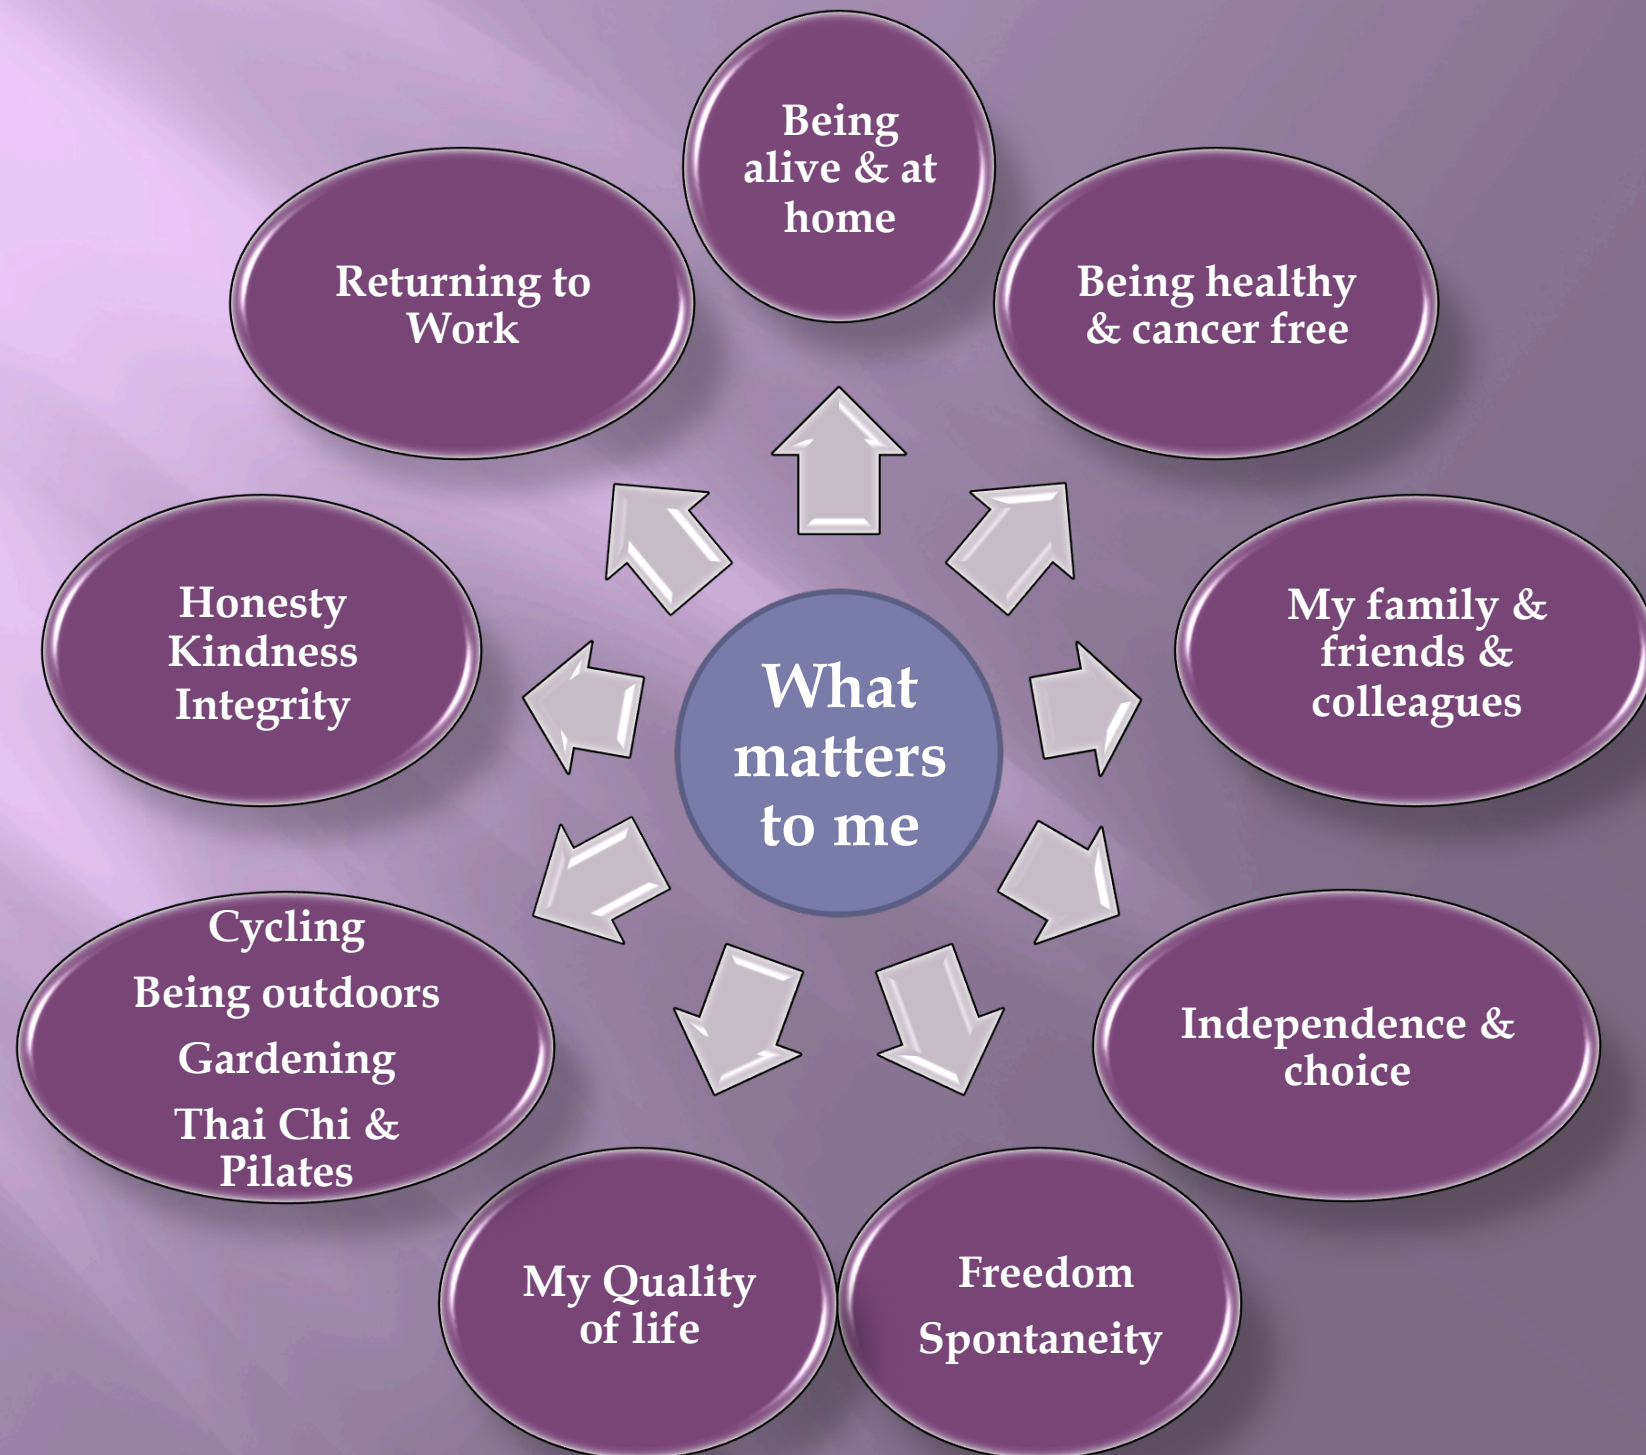 What
matters
to me
Being
alive & at
home
Being healthy
& cancer free
My family &
friends &
colleagues
Independence &
choice
Freedom
Spontaneity
My Quality
of life
Cycling
Being outdoors
Gardening
Thai Chi &
Pilates
Honesty
Kindness
Integrity
Returning to
Work